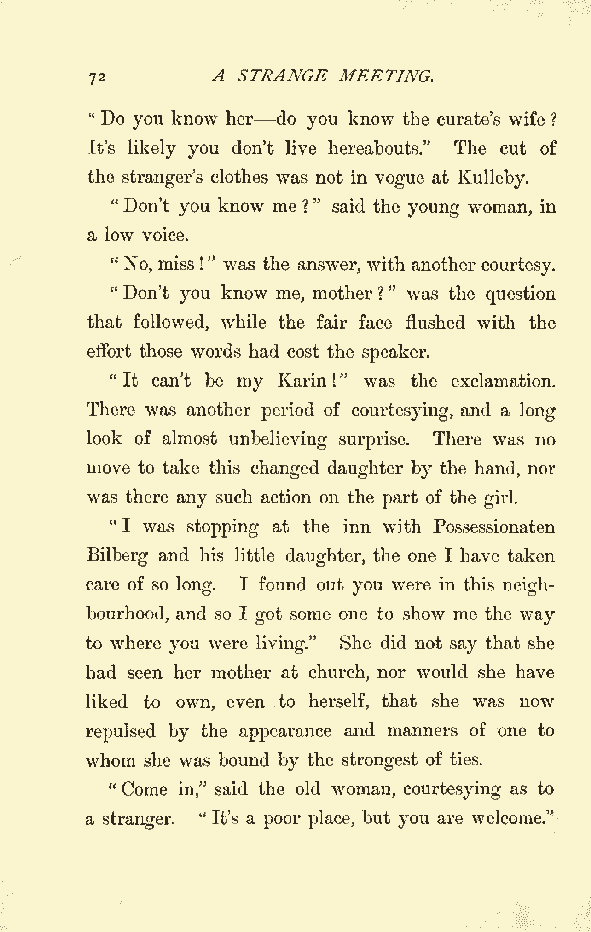 72 A STRANGE MEETING.
“Do you know her—do you know the curate’s wife?
It’s likely you don’t live hereabouts.” The cut of
the stranger’s clothes was not in vogue at Kulleby.
“Don’t you know me?” said the young woman, in
a low voice.
“No, miss!” was the answer, with another courtesy.
“Don’t you know me, mother?” was the question
that followed, while the fair face flushed with the
effort those words had cost the speaker.
“It can’t be my Karin!” was the exclamation.
There was another period of courtesying, and a long
look of almost unbelieving surprise. There was no
move to take this changed daughter by the hand, nor
was there any such action on the part of the girl.
“I was stopping at the inn with Possessionaten
Bilberg and his little daughter, the one I have taken
care of so long. I found out you were in this neigh-
bourhood, and so I got some one to show me the way
to where you were living.” She did not say that she
had seen her mother at church, nor would she have
liked to own, even to herself, that she was now
repulsed by the appearance and manners of one to
whom she was bound by the strongest of ties.
“Come in,” said the old woman, courtesying as to
a stranger. “It’s a poor place, but you are welcome.”